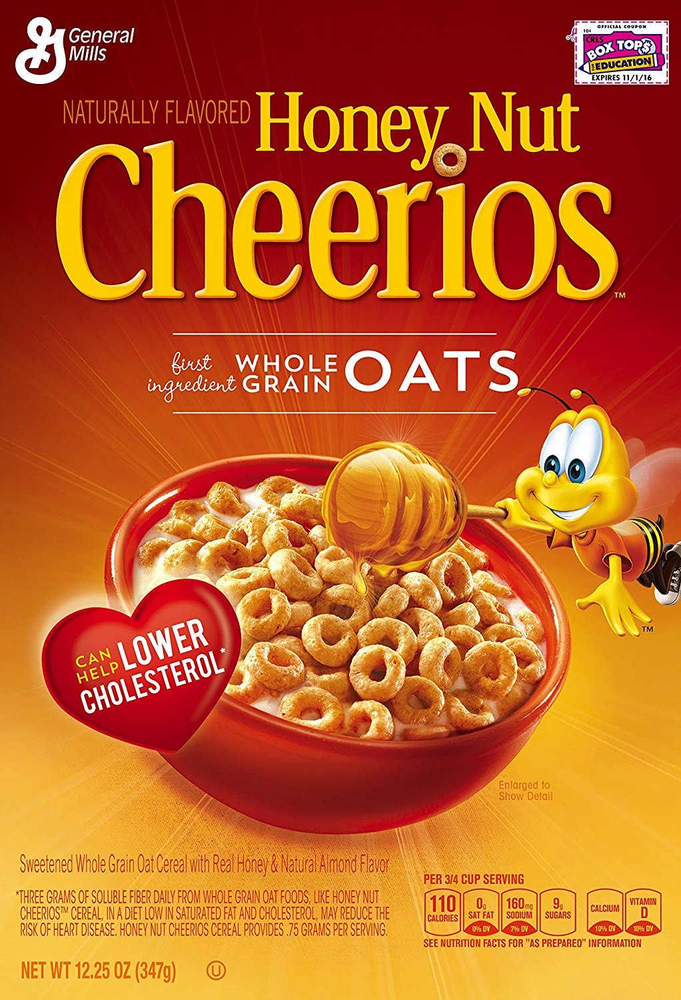 General
Mills
OFFICIAL COUPON
10¢
CRLS
BOX TOPS
FOR EDUCATION
EXPIRES 11/1/16
NATURALLY FLAVORED Honey Nut
Cheerios™
first
ingredient
WHOLE
GRAIN
OATS
CAN
HELP
LOWER
CHOLESTEROL*
TM
Enlarged to
Show Detail
Sweetened Whole Grain Oat Cereal with Real Honey & Natural Almond Flavor
*THREE GRAMS OF SOLUBLE FIBER DAILY FROM WHOLE GRAIN OAT FOODS, LIKE HONEY NUT
CHEERIOS™ CEREAL, IN A DIET LOW IN SATURATED FAT AND CHOLESTEROL, MAY REDUCE THE
RISK OF HEART DISEASE. HONEY NUT CHEERIOS CEREAL PROVIDES .75 GRAMS PER SERVING.
PER 3/4 CUP SERVING
110
CALORIES
0g
SAT FAT
0% DV
160mg
SODIUM
7% DV
9g
SUGARS
CALCIUM
10% DV
VITAMIN
D
10% DV
SEE NUTRITION FACTS FOR "AS PREPARED" INFORMATION
NET WT 12.25 OZ (347g)
U